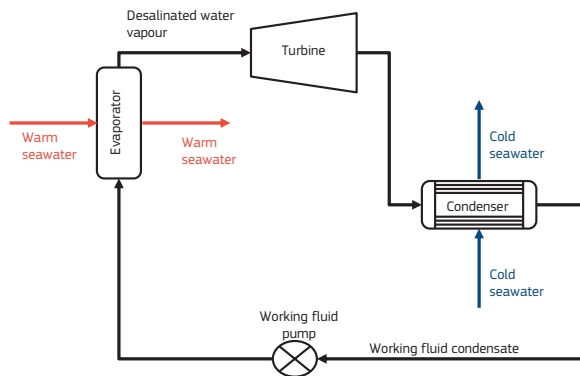 Desalinated water
vapour
Turbine
Evaporator
Warm
seawater
Warm
seawater
Cold
seawater
Condenser
Cold
seawater
Working fluid
pump
Working fluid condensate